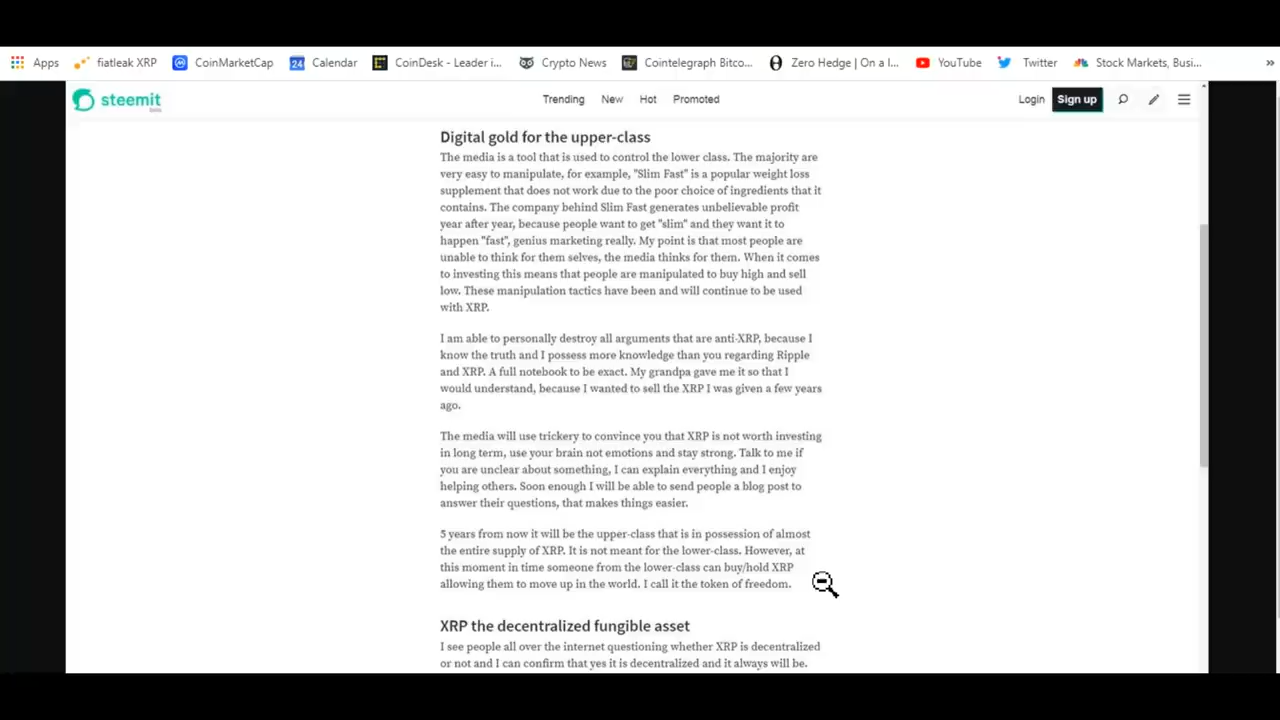 Apps fiatleak XRP CoinMarketCap 24 Calendar CoinDesk - Leader i... Crypto News Cointelegraph Bitco... Zero Hedge | On a l... YouTube Twitter Stock Markets, Busi... »
steemit beta Trending New Hot Promoted Login Sign up
Digital gold for the upper-class
The media is a tool that is used to control the lower class. The majority are
very easy to manipulate, for example, "Slim Fast" is a popular weight loss
supplement that does not work due to the poor choice of ingredients that it
contains. The company behind Slim Fast generates unbelievable profit
year after year, because people want to get "slim" and they want it to
happen "fast", genius marketing really. My point is that most people are
unable to think for them selves, the media thinks for them. When it comes
to investing this means that people are manipulated to buy high and sell
low. These manipulation tactics have been and will continue to be used
with XRP.
I am able to personally destroy all arguments that are anti-XRP, because I
know the truth and I possess more knowledge than you regarding Ripple
and XRP. A full notebook to be exact. My grandpa gave me it so that I
would understand, because I wanted to sell the XRP I was given a few years
ago.
The media will use trickery to convince you that XRP is not worth investing
in long term, use your brain not emotions and stay strong. Talk to me if
you are unclear about something, I can explain everything and I enjoy
helping others. Soon enough I will be able to send people a blog post to
answer their questions, that makes things easier.
5 years from now it will be the upper-class that is in possession of almost
the entire supply of XRP. It is not meant for the lower-class. However, at
this moment in time someone from the lower-class can buy/hold XRP
allowing them to move up in the world. I call it the token of freedom.
XRP the decentralized fungible asset
I see people all over the internet questioning whether XRP is decentralized
or not and I can confirm that yes it is decentralized and it always will be.